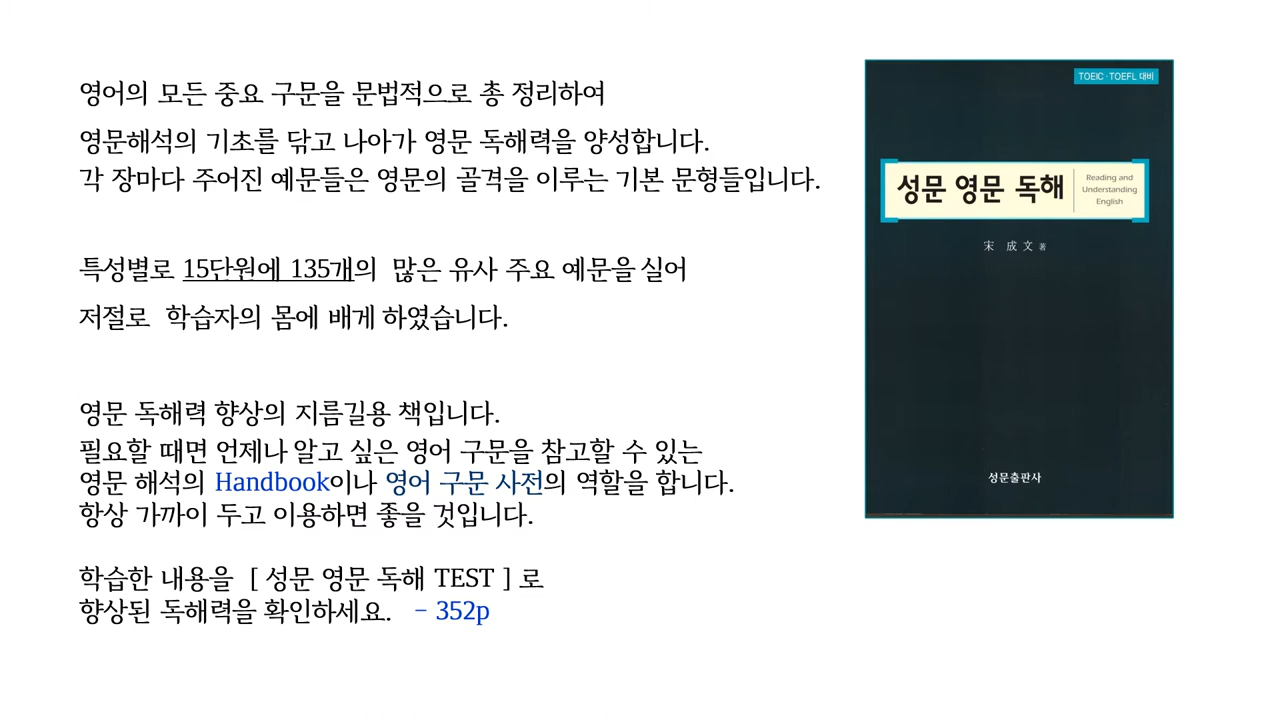 영어의 모든 중요 구문을 문법적으로 총 정리하여
영문해석의 기초를 닦고 나아가 영문 독해력을 양성합니다.
각 장마다 주어진 예문들은 영문의 골격을 이루는 기본 문형들입니다.
특성별로 15단원에 135개의 많은 유사 주요 예문을 실어
저절로 학습자의 몸에 배게 하였습니다.
영문 독해력 향상의 지름길용 책입니다.
필요할 때면 언제나 알고 싶은 영어 구문을 참고할 수 있는
영문 해석의 Handbook이나 영어 구문 사전의 역할을 합니다.
항상 가까이 두고 이용하면 좋을 것입니다.
학습한 내용을 [ 성문 영문 독해 TEST ] 로
향상된 독해력을 확인하세요. - 352p
TOEIC · TOEFL 대비
성문 영문 독해
Reading and
Understanding
English
宋 成 文 著
성문출판사